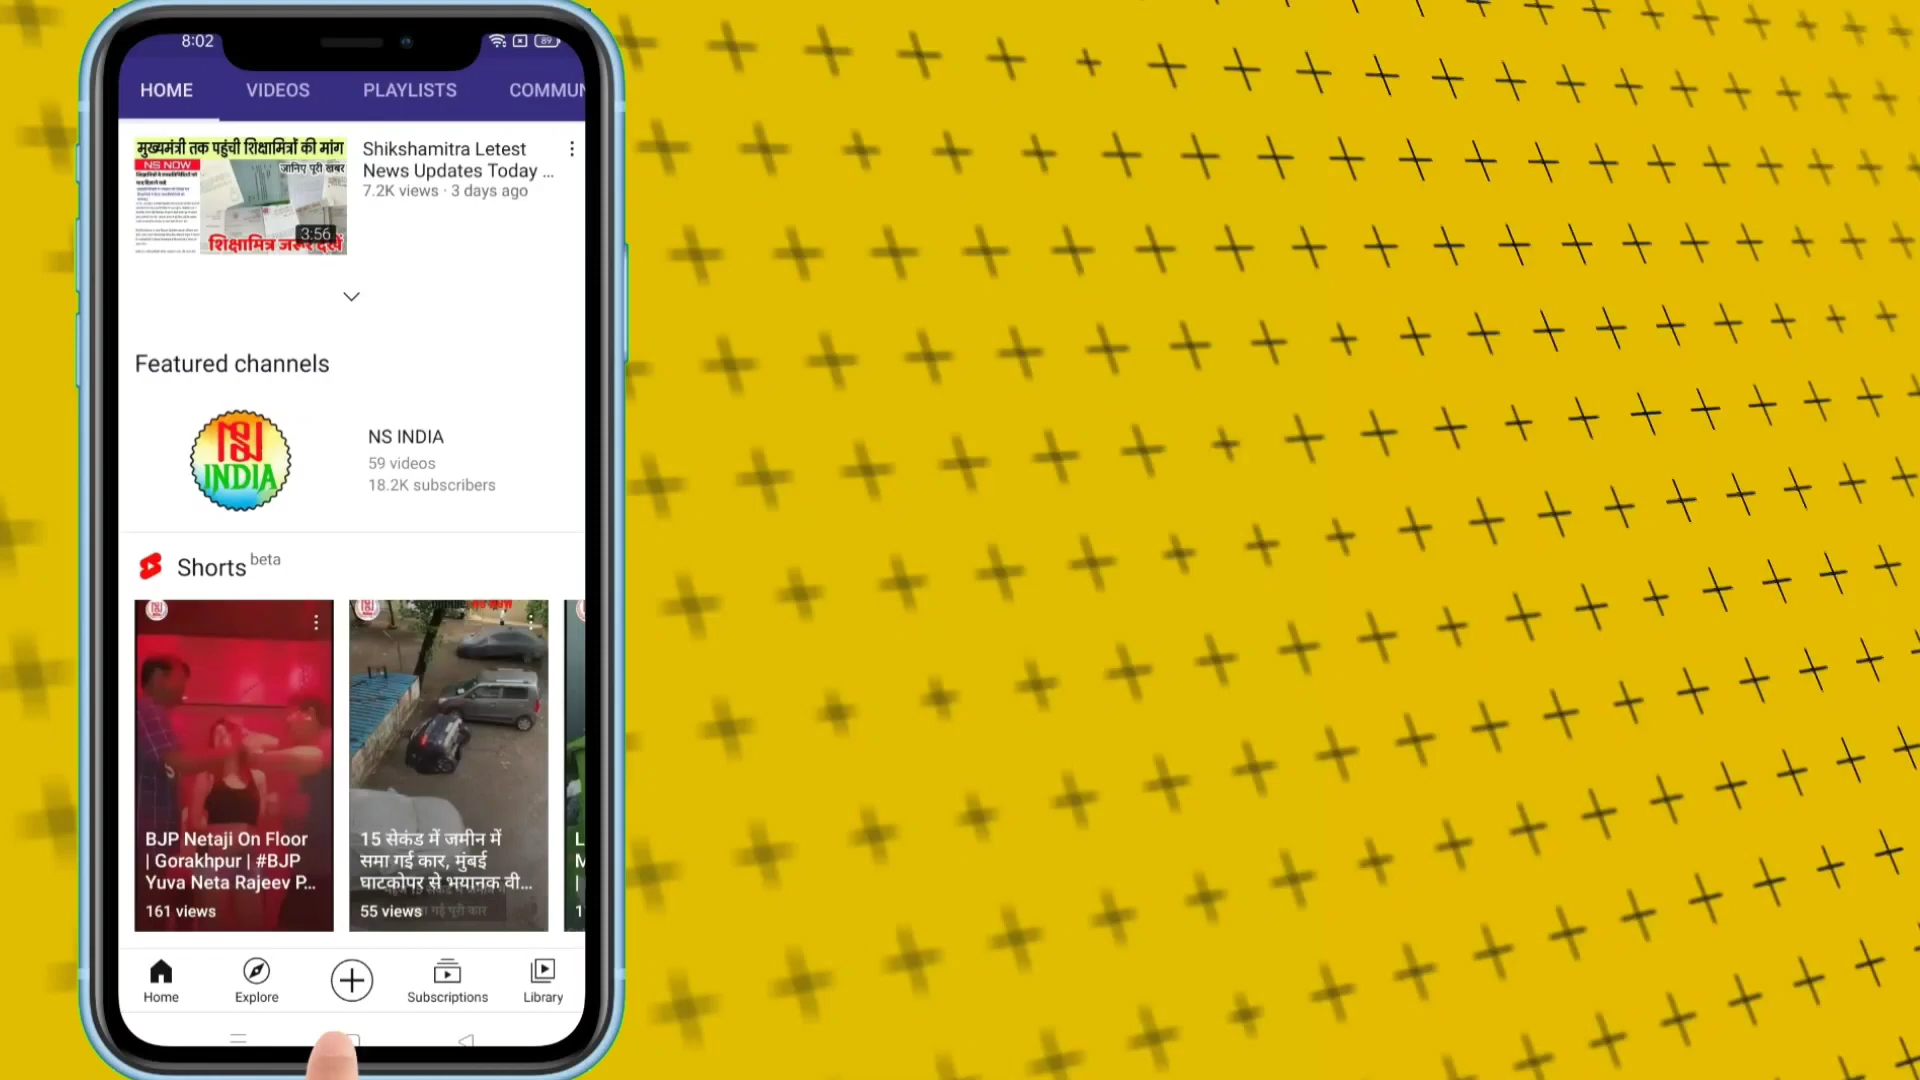 8:02
89
HOME VIDEOS PLAYLISTS COMMUN
मुख्यमंत्री तक पहुंची शिक्षामित्रों की मांग
NS NOW
जानिए पूरी खबर
3:56
शिक्षामित्र जरूर देखें
Shikshamitra Letest
News Updates Today ...
7.2K views · 3 days ago
Featured channels
INDIA
NS INDIA
59 videos
18.2K subscribers
Shorts beta
BJP Netaji On Floor
| Gorakhpur | #BJP
Yuva Neta Rajeev P...
161 views
15 सेकंड में जमीन में
समा गई कार, मुंबई
घाटकोपर से भयानक वी...
55 views
L
M
|
1
Home
Explore
Subscriptions
Library